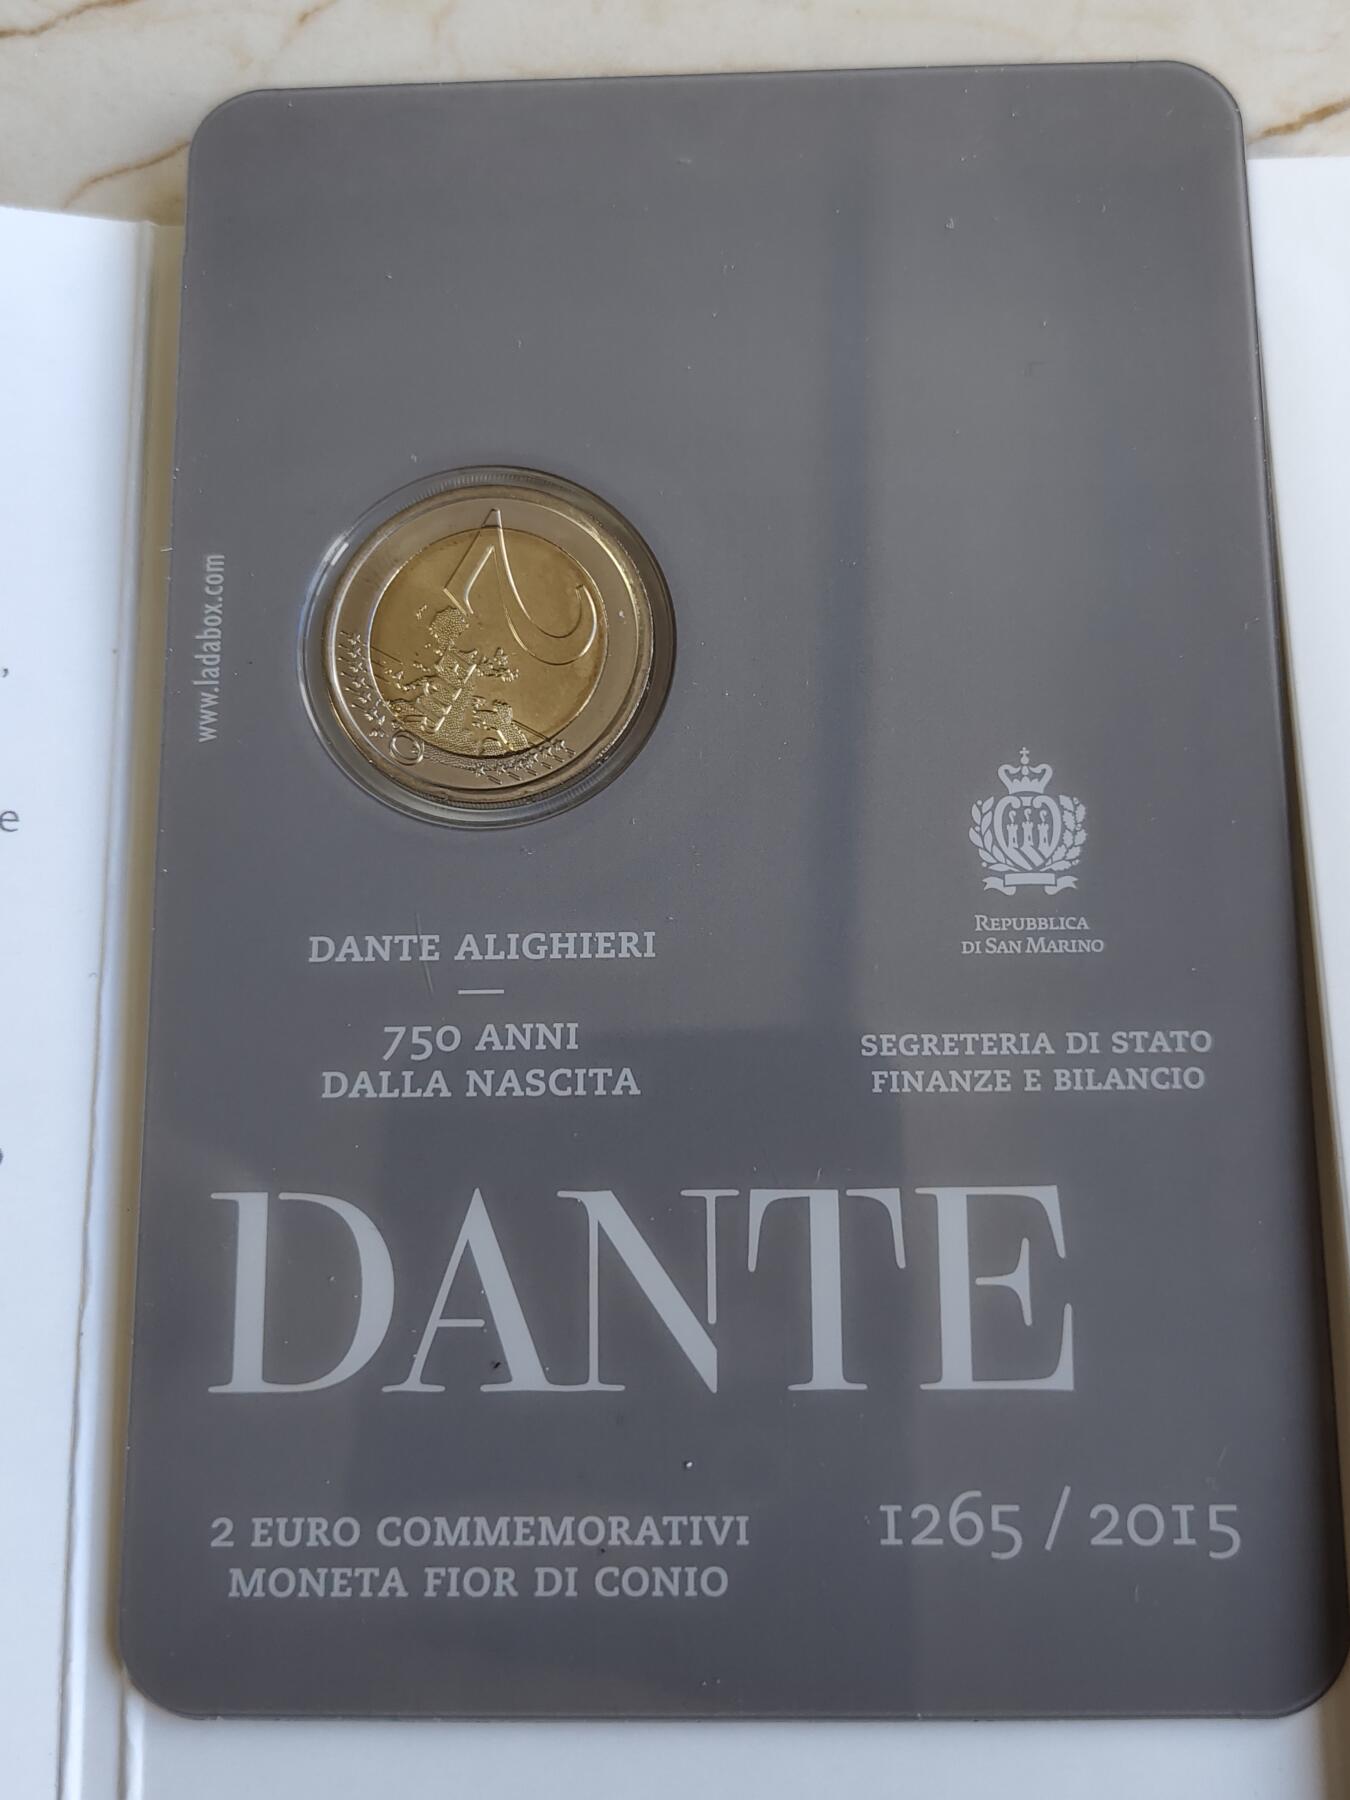 www.ladabox.com
DANTE ALIGHIERI
750 ANNI
DALLA NASCITA
REPUBBLICA
DI SAN MARINO
SEGRETERIA DI STATO
FINANZE E BILANCIO
DANTE
2 EURO COMMEMORATIVI
MONETA FIOR DI CONIO
1265 / 2015